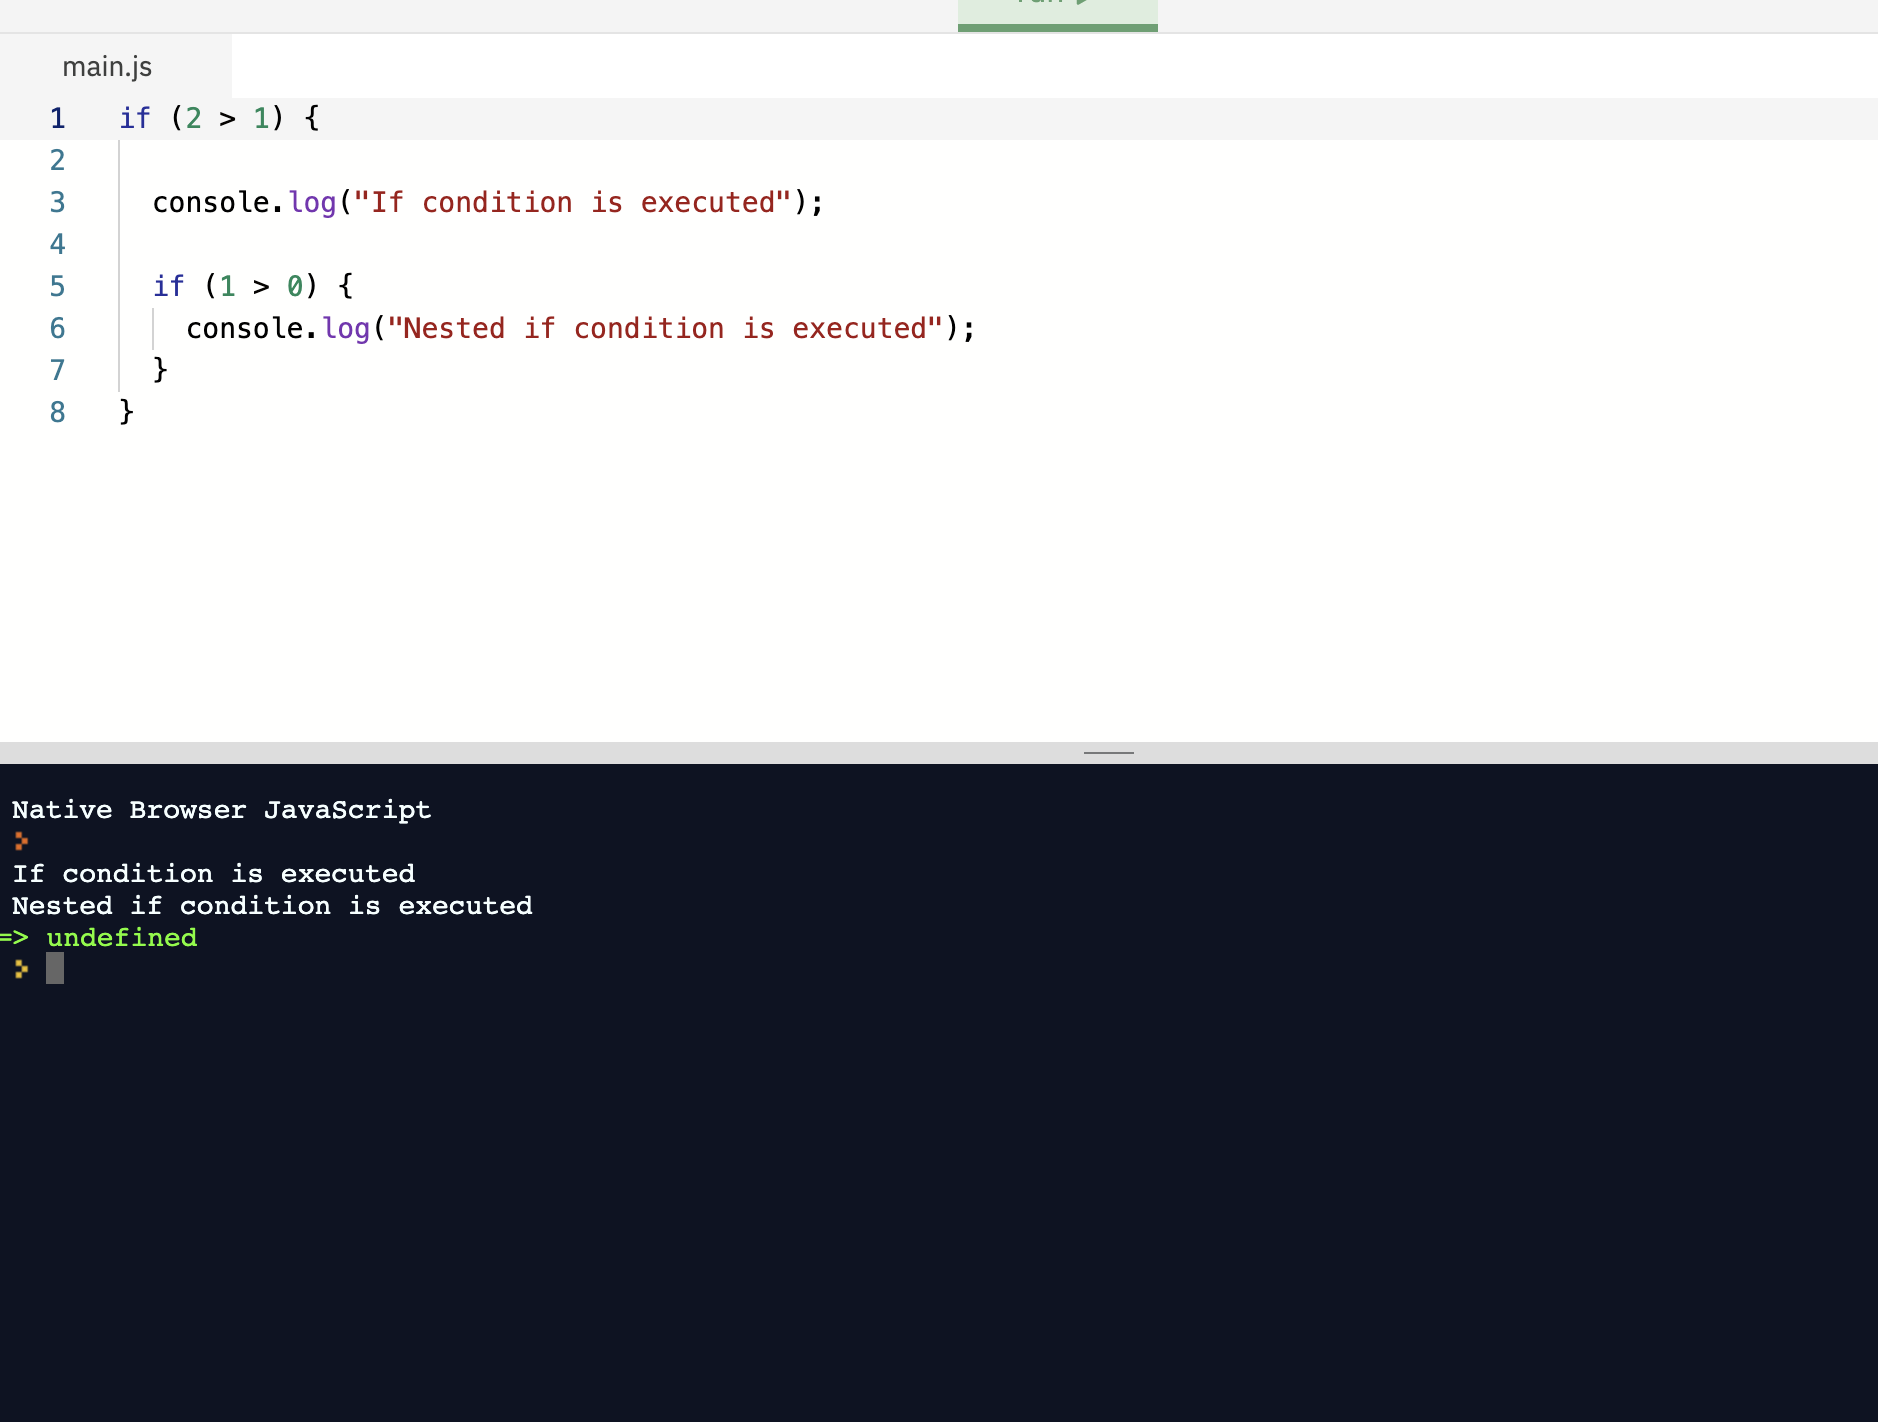 main.js
1 if (2 > 1) {
2
3 console.log("If condition is executed");
4
5 if (1 > 0) {
6 console.log("Nested if condition is executed");
7 }
8 }
Native Browser JavaScript
If condition is executed
Nested if condition is executed
=> undefined